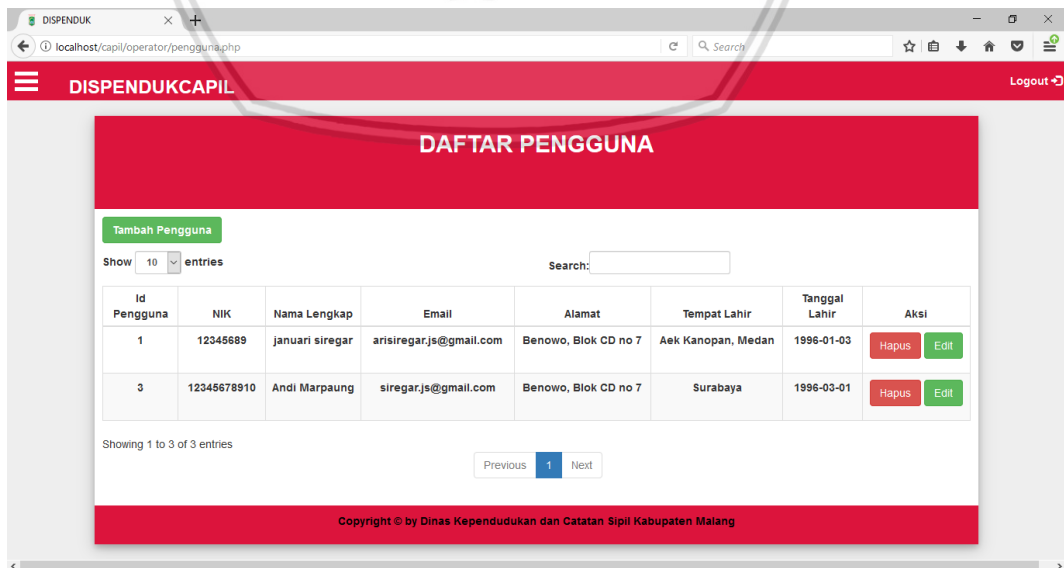 DISPENDUK
localhost/capil/operator/pengguna.php
Search
DISPENDUKCAPIL
Logout
DAFTAR PENGGUNA
Tambah Pengguna
Show 10 entries
Search:
Id Pengguna NIK Nama Lengkap Email Alamat Tempat Lahir Tanggal Lahir Aksi
1 12345689 januari siregar arisiregar.js@gmail.com Benowo, Blok CD no 7 Aek Kanopan, Medan 1996-01-03 Hapus Edit
3 12345678910 Andi Marpaung siregar.js@gmail.com Benowo, Blok CD no 7 Surabaya 1996-03-01 Hapus Edit
Showing 1 to 3 of 3 entries
Previous 1 Next
Copyright © by Dinas Kependudukan dan Catatan Sipil Kabupaten Malang